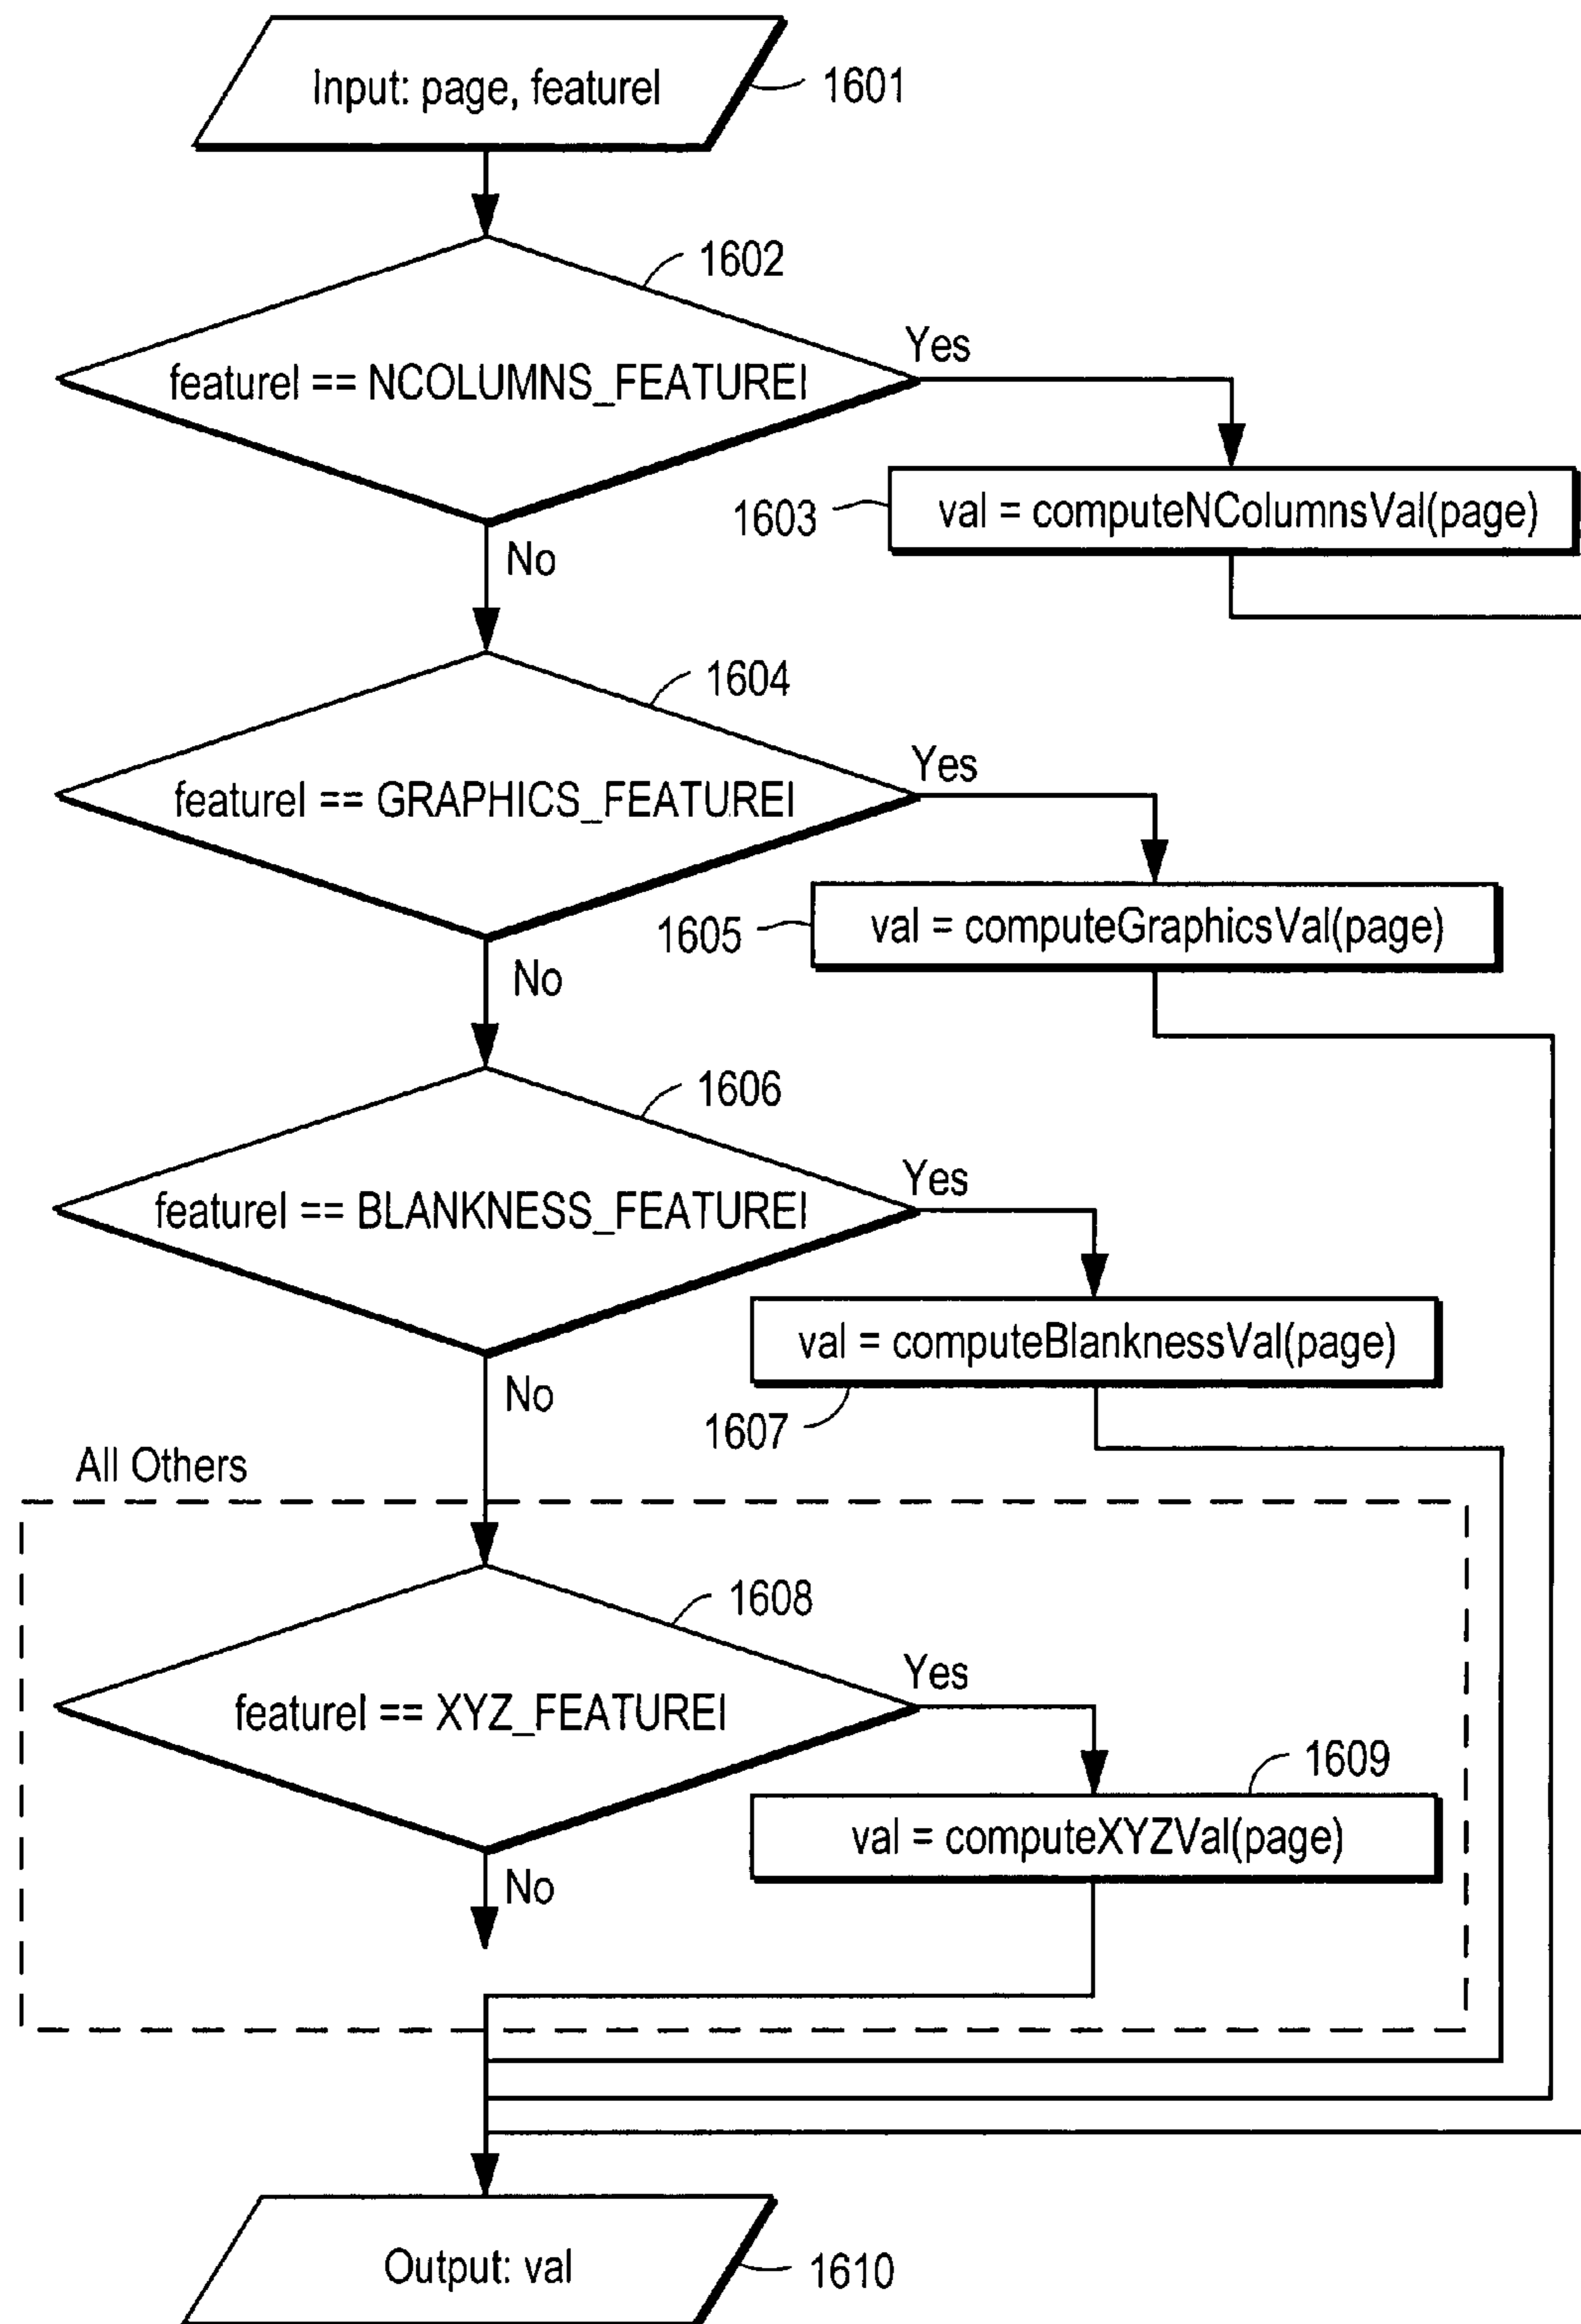 Input: page, featureI
1601
1602
featureI == NCOLUMNS_FEATUREI
Yes
1603
val = computeNColumnsVal(page)
No
1604
featureI == GRAPHICS_FEATUREI
Yes
1605
val = computeGraphicsVal(page)
No
1606
featureI == BLANKNESS_FEATUREI
Yes
val = computeBlanknessVal(page)
1607
No
All Others
1608
featureI == XYZ_FEATUREI
Yes
1609
val = computeXYZVal(page)
No
Output: val
1610